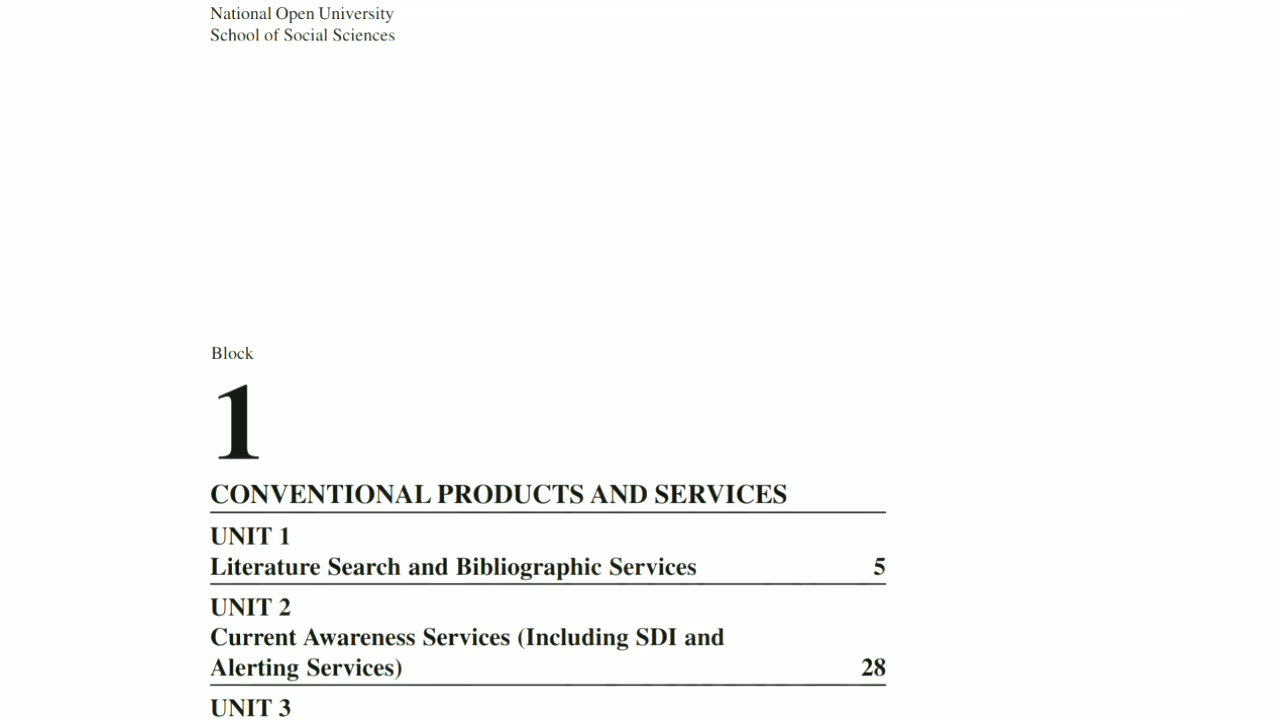 National Open University
School of Social Sciences
Block
1
CONVENTIONAL PRODUCTS AND SERVICES
UNIT 1
Literature Search and Bibliographic Services 5
UNIT 2
Current Awareness Services (Including SDI and
Alerting Services) 28
UNIT 3